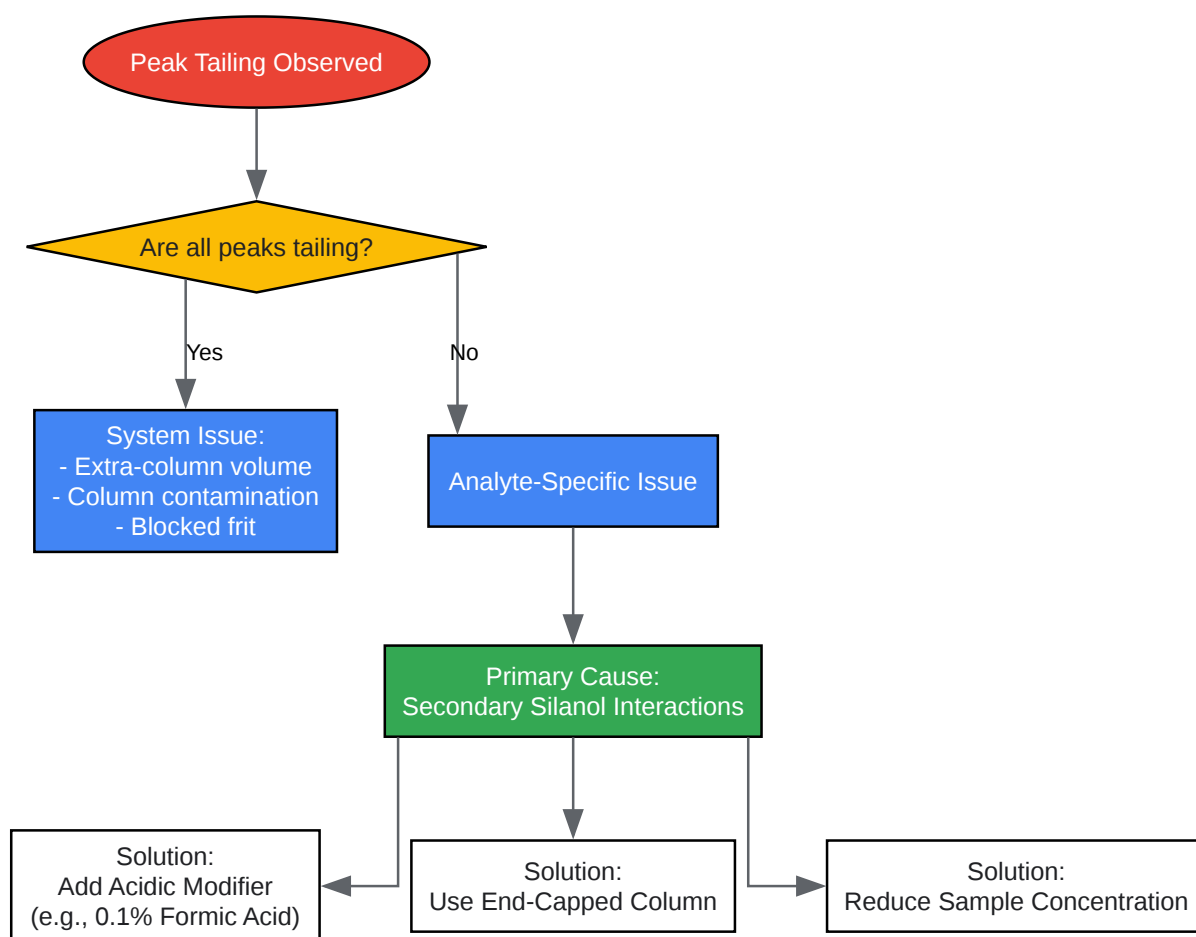 Peak Tailing Observed
Are all peaks tailing?
Yes
No
System Issue:
- Extra-column volume
- Column contamination
- Blocked frit
Analyte-Specific Issue
Primary Cause:
Secondary Silanol Interactions
Solution:
Add Acidic Modifier
(e.g., 0.1% Formic Acid)
Solution:
Use End-Capped Column
Solution:
Reduce Sample Concentration